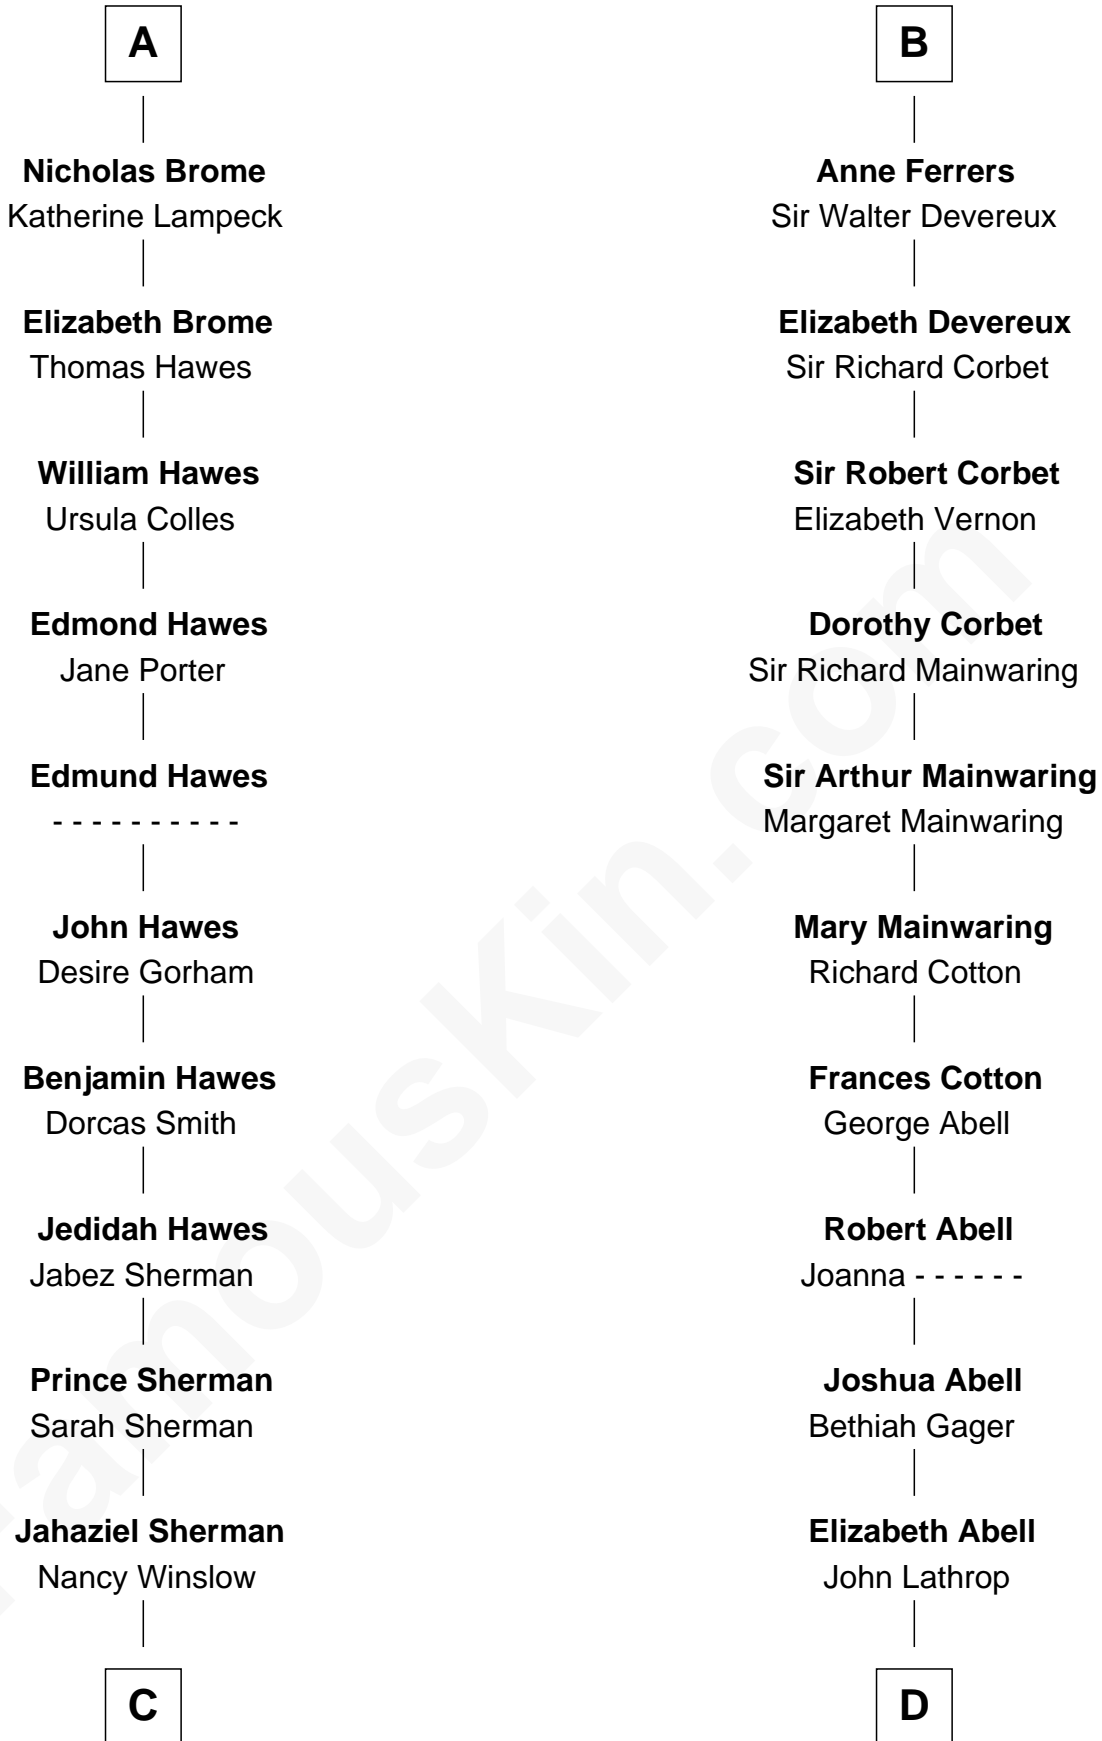 A
Nicholas Brome
Katherine Lampeck
Elizabeth Brome
Thomas Hawes
William Hawes
Ursula Colles
Edmond Hawes
Jane Porter
Edmund Hawes
- - - - - - - - - -
John Hawes
Desire Gorham
Benjamin Hawes
Dorcas Smith
Jedidah Hawes
Jabez Sherman
Prince Sherman
Sarah Sherman
Jahaziel Sherman
Nancy Winslow
C
B
Anne Ferrers
Sir Walter Devereux
Elizabeth Devereux
Sir Richard Corbet
Sir Robert Corbet
Elizabeth Vernon
Dorothy Corbet
Sir Richard Mainwaring
Sir Arthur Mainwaring
Margaret Mainwaring
Mary Mainwaring
Richard Cotton
Frances Cotton
George Abell
Robert Abell
Joanna - - - - - -
Joshua Abell
Bethiah Gager
Elizabeth Abell
John Lathrop
D
FamousKin.com